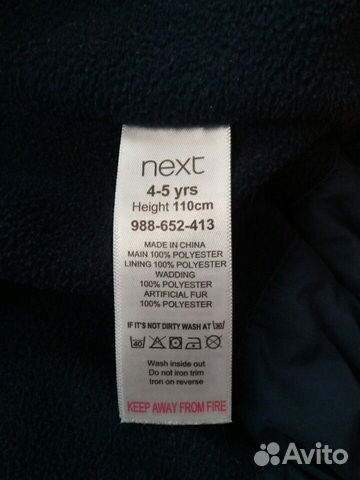 next
4-5 yrs
Height 110cm
988-652-413
MADE IN CHINA
MAIN 100% POLYESTER
LINING 100% POLYESTER
WADDING
100% POLYESTER
ARTIFICIAL FUR
100% POLYESTER
IF IT'S NOT DIRTY WASH AT 30
40
Wash inside out
Do not iron trim
Iron on reverse
KEEP AWAY FROM FIRE
Avito